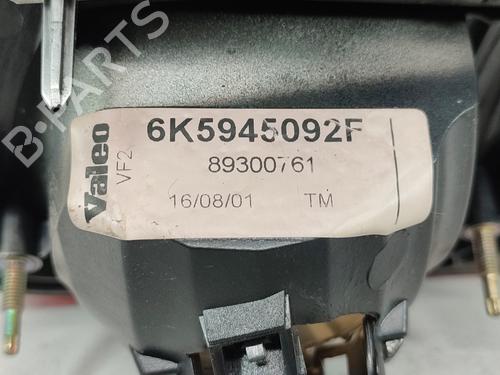 B-PARTS
Valeo
VF2
6K5945092F
89300761
16/08/01 TM